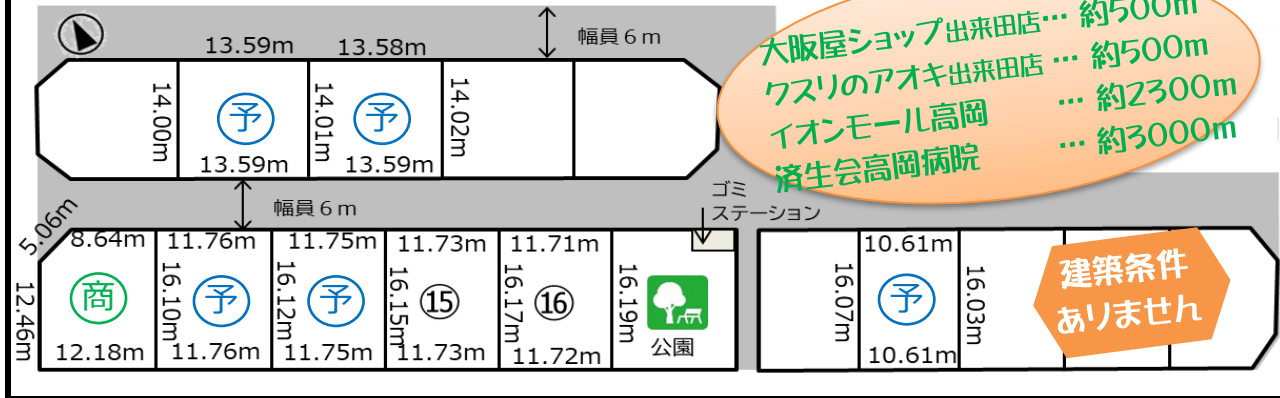 幅員6m
大阪屋ショップ出来田店… 約500m
クスリのアオキ出来田店… 約500m
イオンモール高岡 … 約2300m
済生会高岡病院 … 約3000m
13.59m 13.58m
14.00m 予 14.01m 予 14.02m
13.59m 13.59m
幅員6m
ゴミ
ステーション
5.06m
8.64m 11.76m 11.75m 11.73m 11.71m
12.46m 商 16.10m 予 16.12m 予 16.15m ⑮ 16.17m ⑯ 16.19m
公園
12.18m 11.76m 11.75m 11.73m 11.72m
10.61m
16.07m 予 16.03m
10.61m
建築条件
ありません